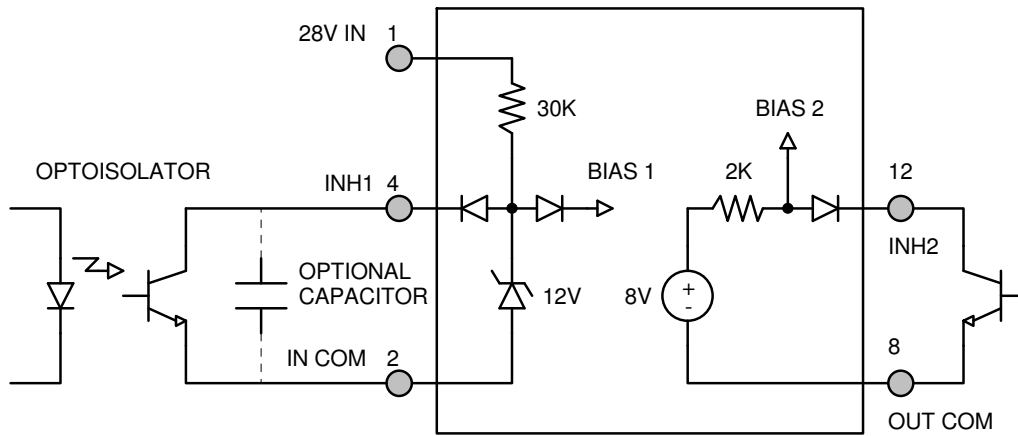 28V IN 1
30K
BIAS 2
OPTOISOLATOR
INH1 4
BIAS 1
2K
12
INH2
OPTIONAL
CAPACITOR
12V
8V
+
-
IN COM 2
8
OUT COM